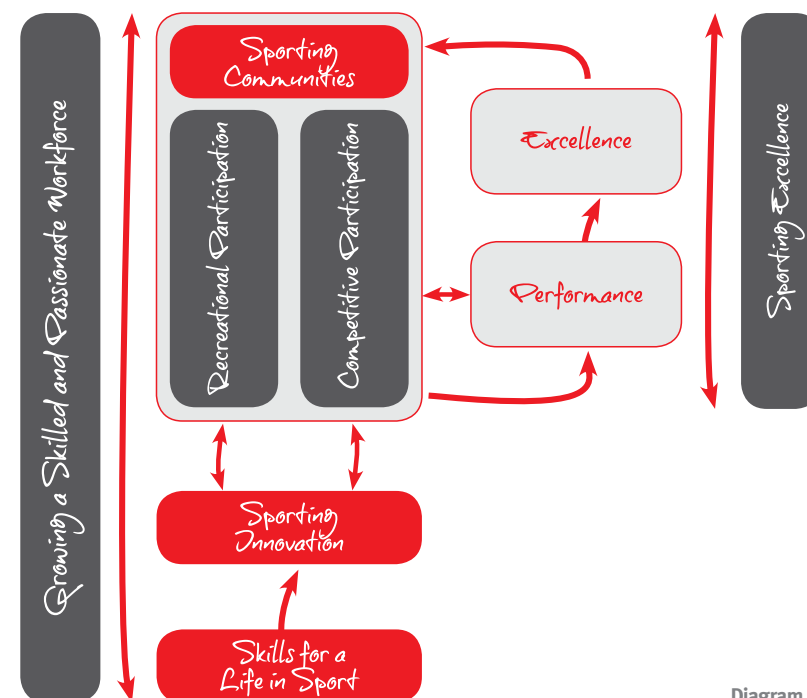 Growing a Skilled and Passionate Workforce
Sporting
Communities
Recreational Participation
Competitive Participation
Excellence
Performance
Sporting Excellence
Sporting
Innovation
Skills for a
Life in Sport
Diagram